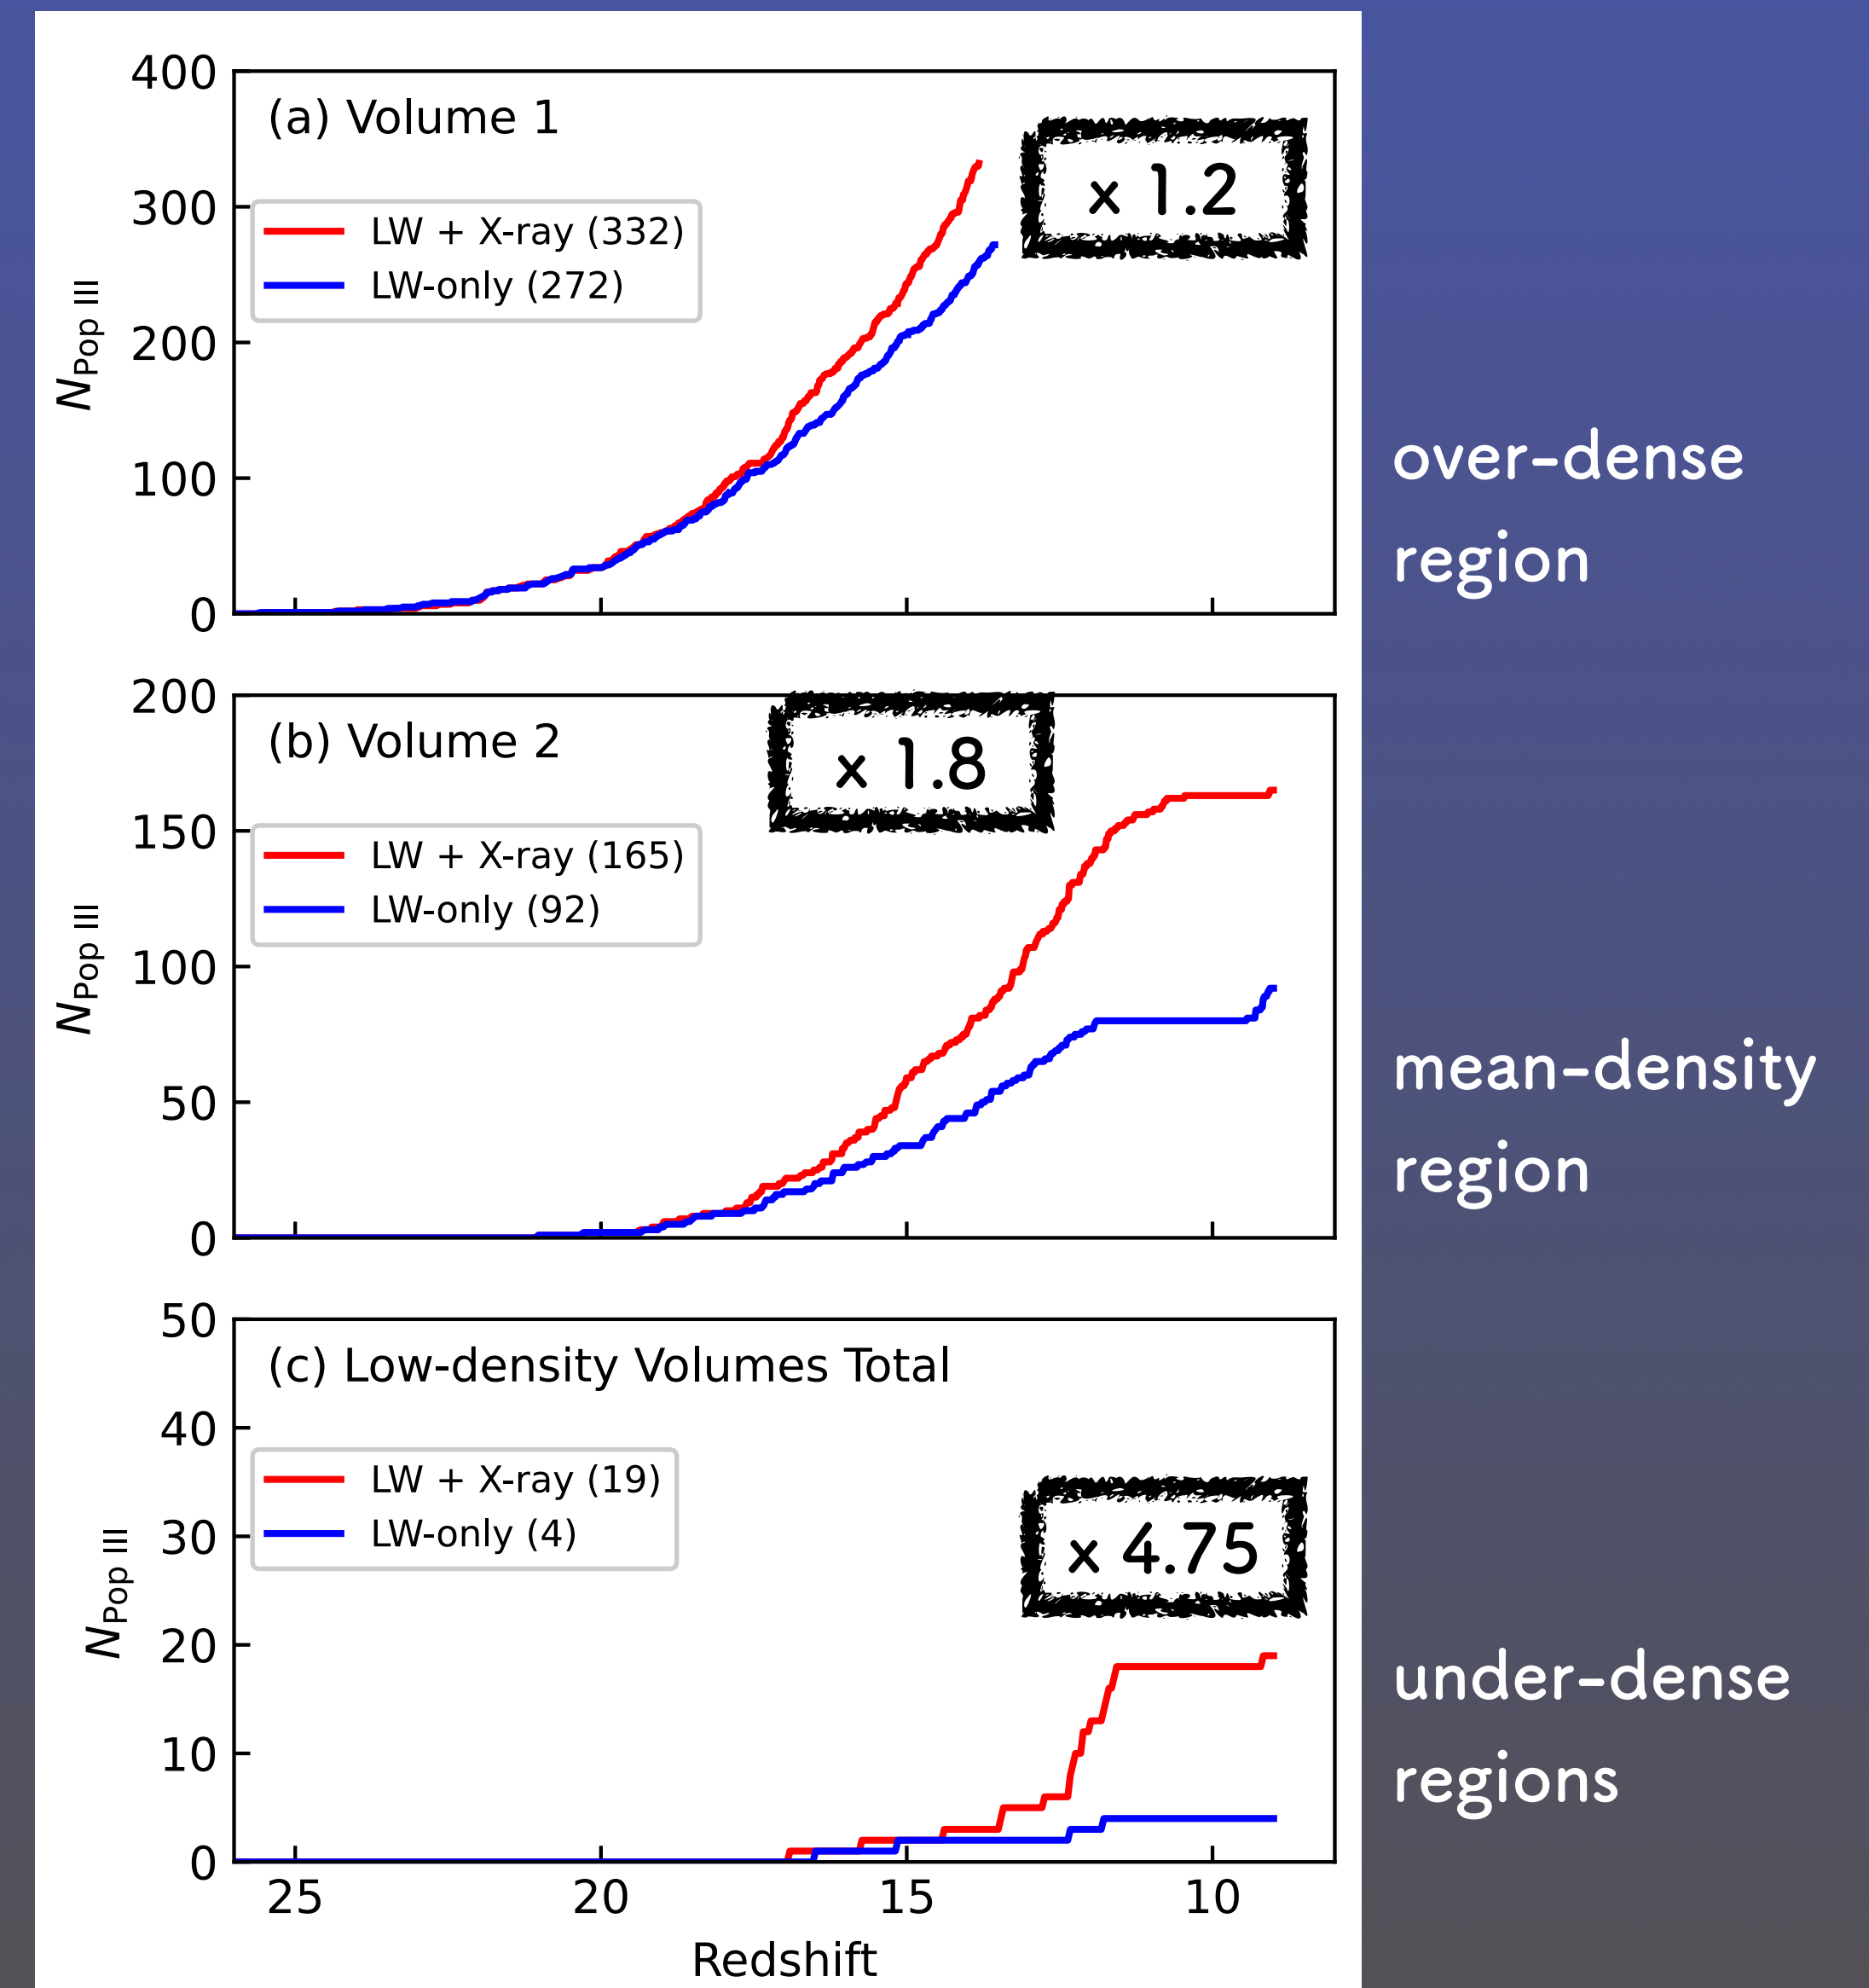 400
(a) Volume 1
x 1.2
300
LW + X-ray (332)
LW-only (272)
N Pop III
200
100
0
over-dense
region
200
(b) Volume 2
x 1.8
150
LW + X-ray (165)
LW-only (92)
N Pop III
100
50
0
mean-density
region
50
(c) Low-density Volumes Total
40
LW + X-ray (19)
30
LW-only (4)
x 4.75
N Pop III
20
10
0
under-dense
regions
25 20 15 10
Redshift